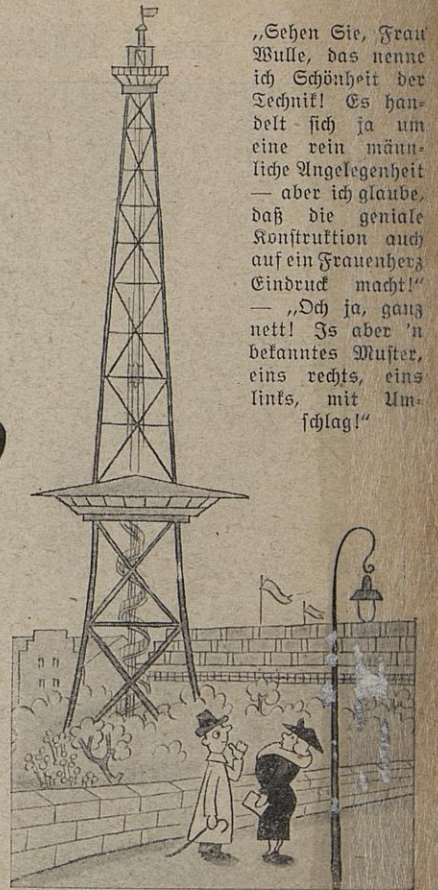 „Sehen Sie, Frau
Wulle, das nenne
ich Schönheit der
Technik! Es han-
delt sich ja um
eine rein männ-
liche Angelegenheit
— aber ich glaube,
daß die geniale
Konstruktion auch
auf ein Frauenherz
Eindruck macht!“
— „Och ja, ganz
nett! Is aber 'n
bekanntes Muster,
eins rechts, eins
links, mit Um-
schlag!“